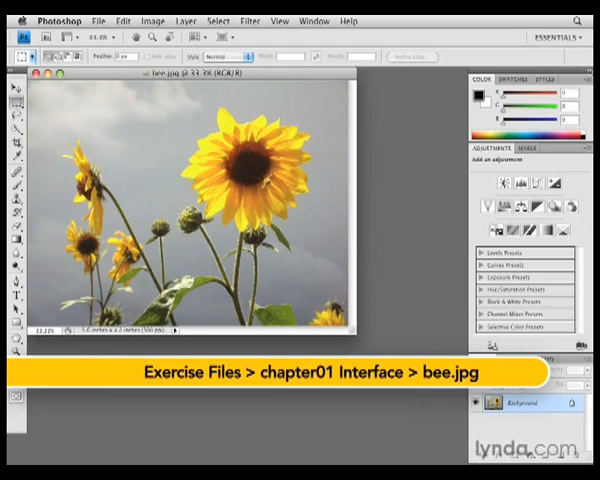 Photoshop File Edit Image Layer Select Filter View Window Help
ESSENTIALS
Feather: Style: Normal Width: Height: Refine Edge...
bee.jpg @ 33.3% (RGB/8)
COLOR SWATCHES STYLES
R 0
G 0
B 0
ADJUSTMENTS MASKS
Add an adjustment
Levels Presets
Curves Presets
Exposure Presets
Hue/Saturation Presets
Black & White Presets
Channel Mixer Presets
Selective Color Presets
Exercise Files > chapter01 Interface > bee.jpg
Background
lynda.com